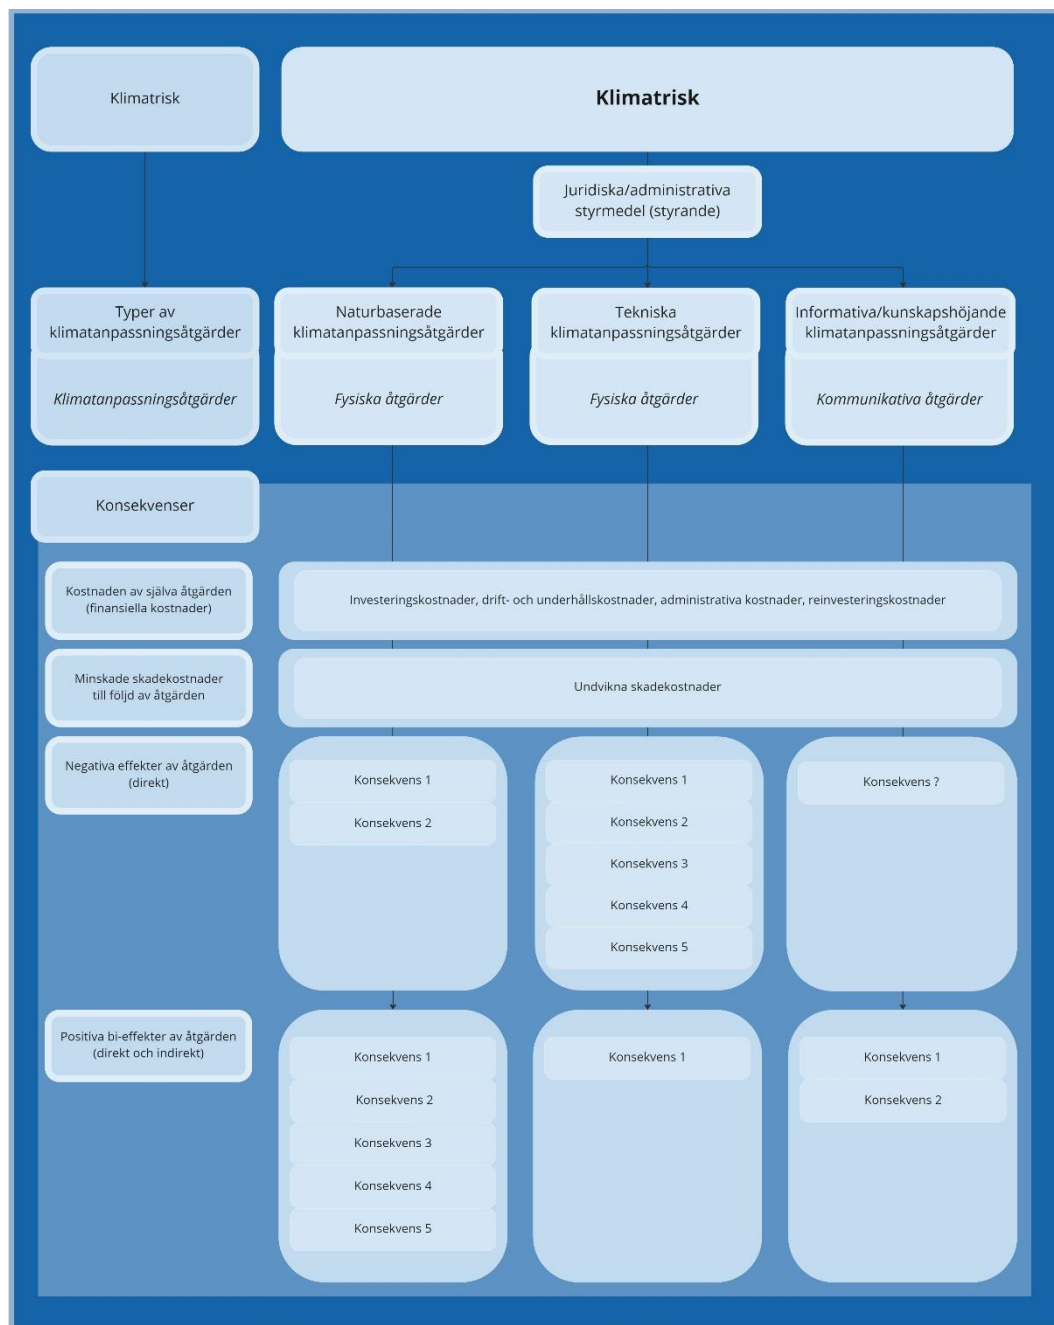 Klimatrisk
Klimatrisk
Juridiska/administrativa
styrmedel (styrande)
Typer av
klimatanpassningsåtgärder
Naturbaserade
klimatanpassningsåtgärder
Tekniska
klimatanpassningsåtgärder
Informativa/kunskapshöjande
klimatanpassningsåtgärder
Klimatanpassningsåtgärder
Fysiska åtgärder
Fysiska åtgärder
Kommunikativa åtgärder
Konsekvenser
Kostnaden av själva åtgärden
(finansiella kostnader)
Investeringskostnader, drift- och underhållskostnader, administrativa kostnader, reinvesteringskostnader
Minskade skadekostnader
till följd av åtgärden
Undvikna skadekostnader
Negativa effekter av åtgärden
(direkt)
Konsekvens 1
Konsekvens 2
Konsekvens 1
Konsekvens 2
Konsekvens 3
Konsekvens 4
Konsekvens 5
Konsekvens ?
Positiva bi-effekter av åtgärden
(direkt och indirekt)
Konsekvens 1
Konsekvens 2
Konsekvens 3
Konsekvens 4
Konsekvens 5
Konsekvens 1
Konsekvens 1
Konsekvens 2